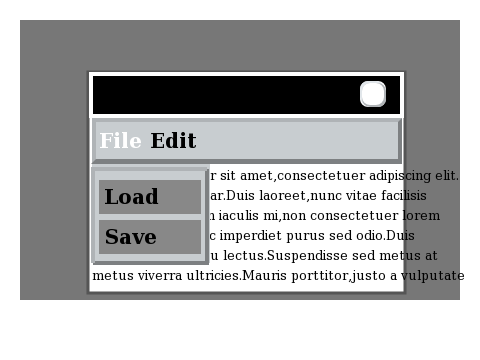 File Edit
r sit amet,consectetuer adipiscing elit.
Load
ar.Duis laoreet,nunc vitae facilisis
iaculis mi,non consectetuer lorem
Save
c imperdiet purus sed odio.Duis
u lectus.Suspendisse sed metus at
metus viverra ultricies.Mauris porttitor,justo a vulputate